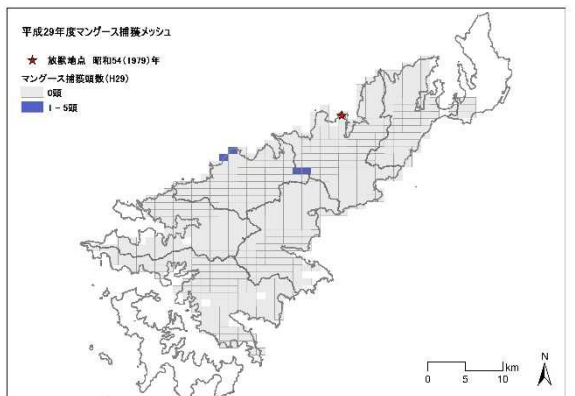 平成29年度マングース捕獲メッシュ
★ 放獣地点 昭和54(1979)年
マングース捕獲頭数(H29)
0頭
1 - 5頭
N
km
0 5 10